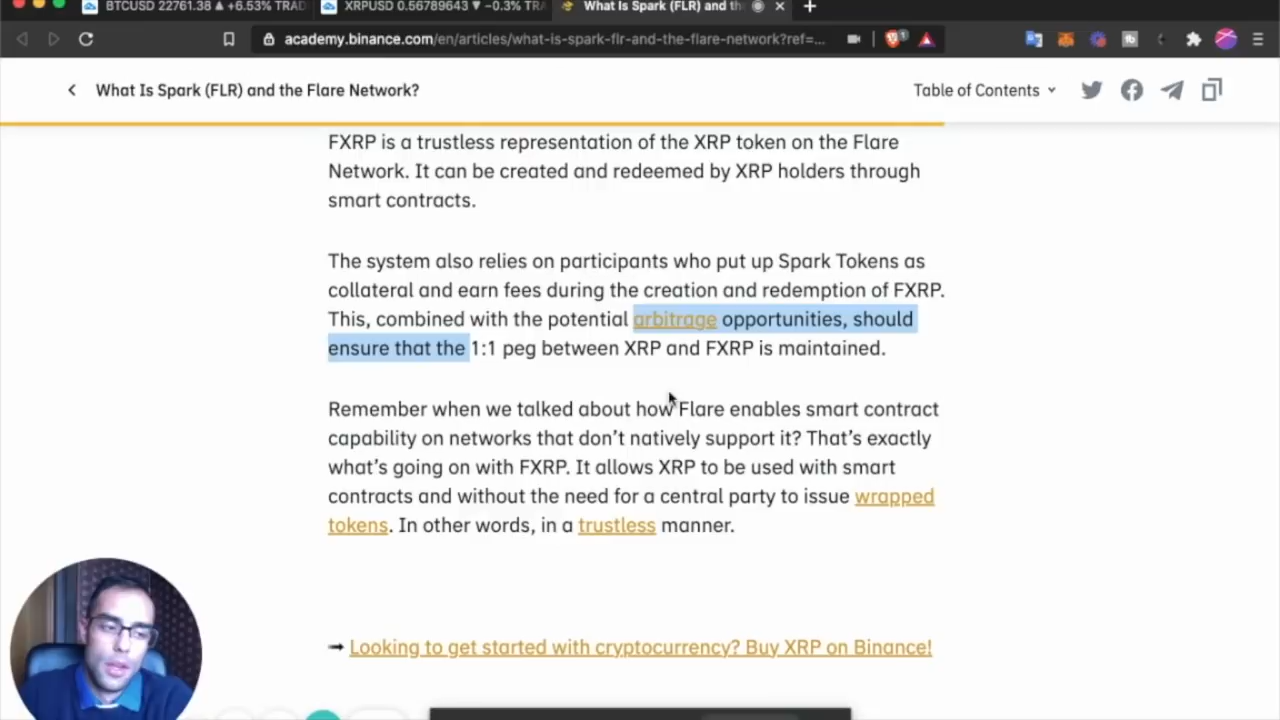 BTCUSD 22761.38 ▲ +6.53% TRAD
XRPUSD 0.56789643 ▼ −0.3% TRA
What Is Spark (FLR) and th
academy.binance.com/en/articles/what-is-spark-flr-and-the-flare-network?ref=...
1
What Is Spark (FLR) and the Flare Network?
Table of Contents
FXRP is a trustless representation of the XRP token on the Flare
Network. It can be created and redeemed by XRP holders through
smart contracts.
The system also relies on participants who put up Spark Tokens as
collateral and earn fees during the creation and redemption of FXRP.
This, combined with the potential arbitrage opportunities, should
ensure that the 1:1 peg between XRP and FXRP is maintained.
Remember when we talked about how Flare enables smart contract
capability on networks that don't natively support it? That's exactly
what's going on with FXRP. It allows XRP to be used with smart
contracts and without the need for a central party to issue wrapped
tokens. In other words, in a trustless manner.
➞ Looking to get started with cryptocurrency? Buy XRP on Binance!